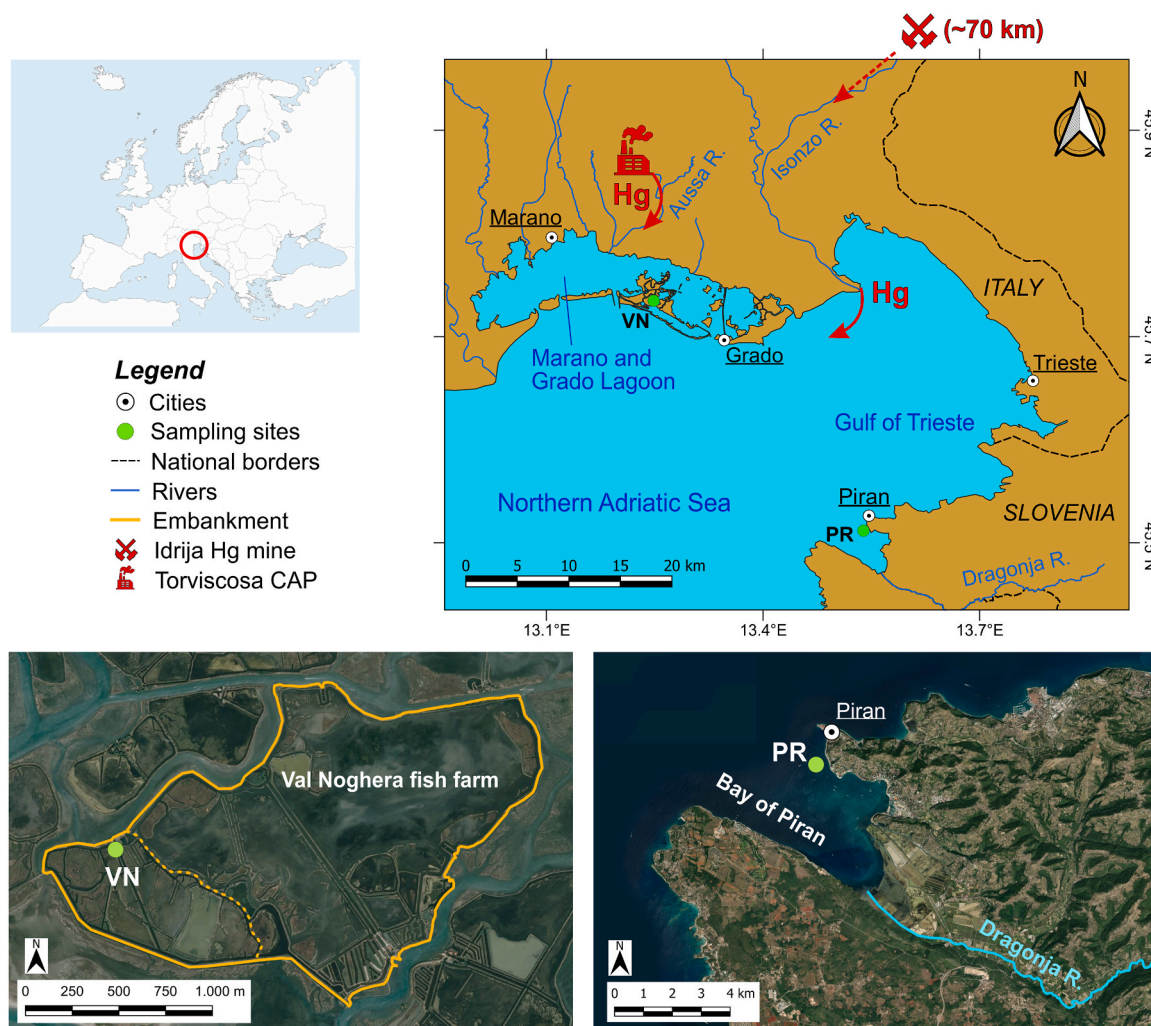 (~70 km)
N
45.9°N
Isonzo R.
Aussa R.
Hg
Marano
ITALY
Hg
VN
45.7°N
Grado
Marano and
Grado Lagoon
Trieste
Gulf of Trieste
Legend
Cities
Sampling sites
National borders
Rivers
Embankment
Idrija Hg mine
Torviscosa CAP
Northern Adriatic Sea
Piran
SLOVENIA
PR
45.5°N
0 5 10 15 20 km
Dragonja R.
13.1°E 13.4°E 13.7°E
Val Noghera fish farm
VN
N
0 250 500 750 1.000 m
Piran
PR
Bay of Piran
Dragonja R.
N
0 1 2 3 4 km